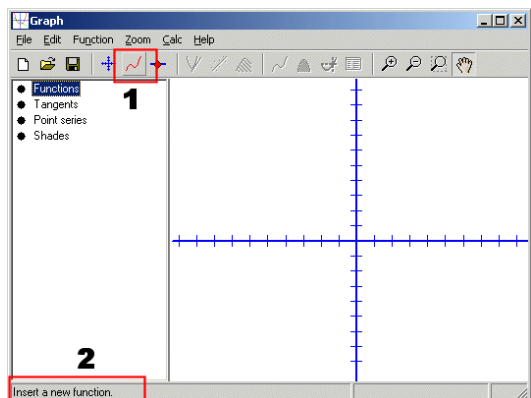 Graph
File Edit Function Zoom Calc Help
1
Functions
Tangents
Point series
Shades
2
Insert a new function.